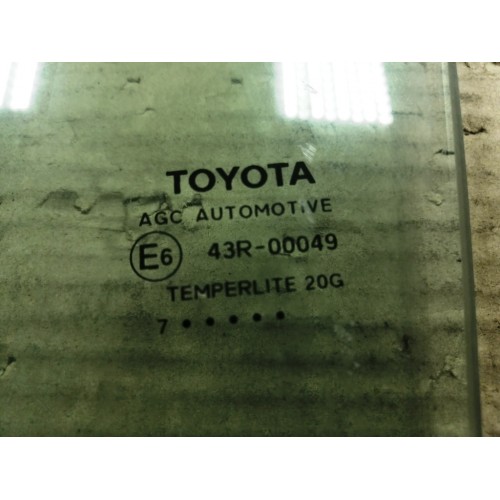 TOYOTA
AGC AUTOMOTIVE
E6 43R-00049
TEMPERLITE 20G
7 • • • • •